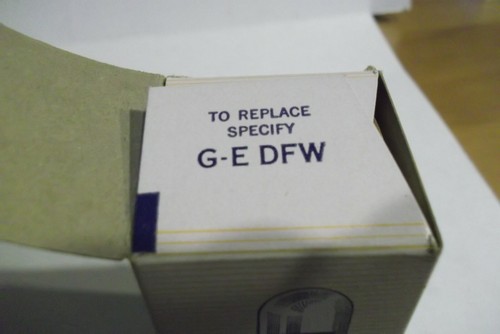 TO REPLACE
SPECIFY
G-E DFW